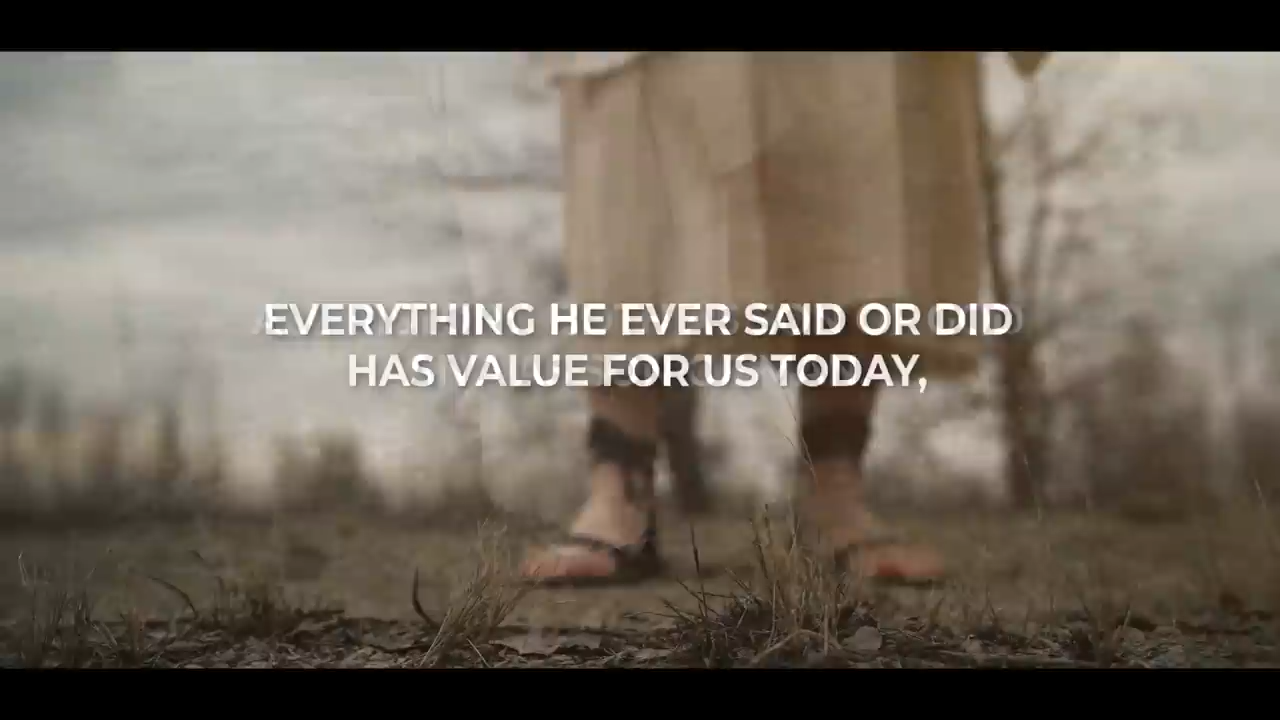 EVERYTHING HE EVER SAID OR DID
HAS VALUE FOR US TODAY,